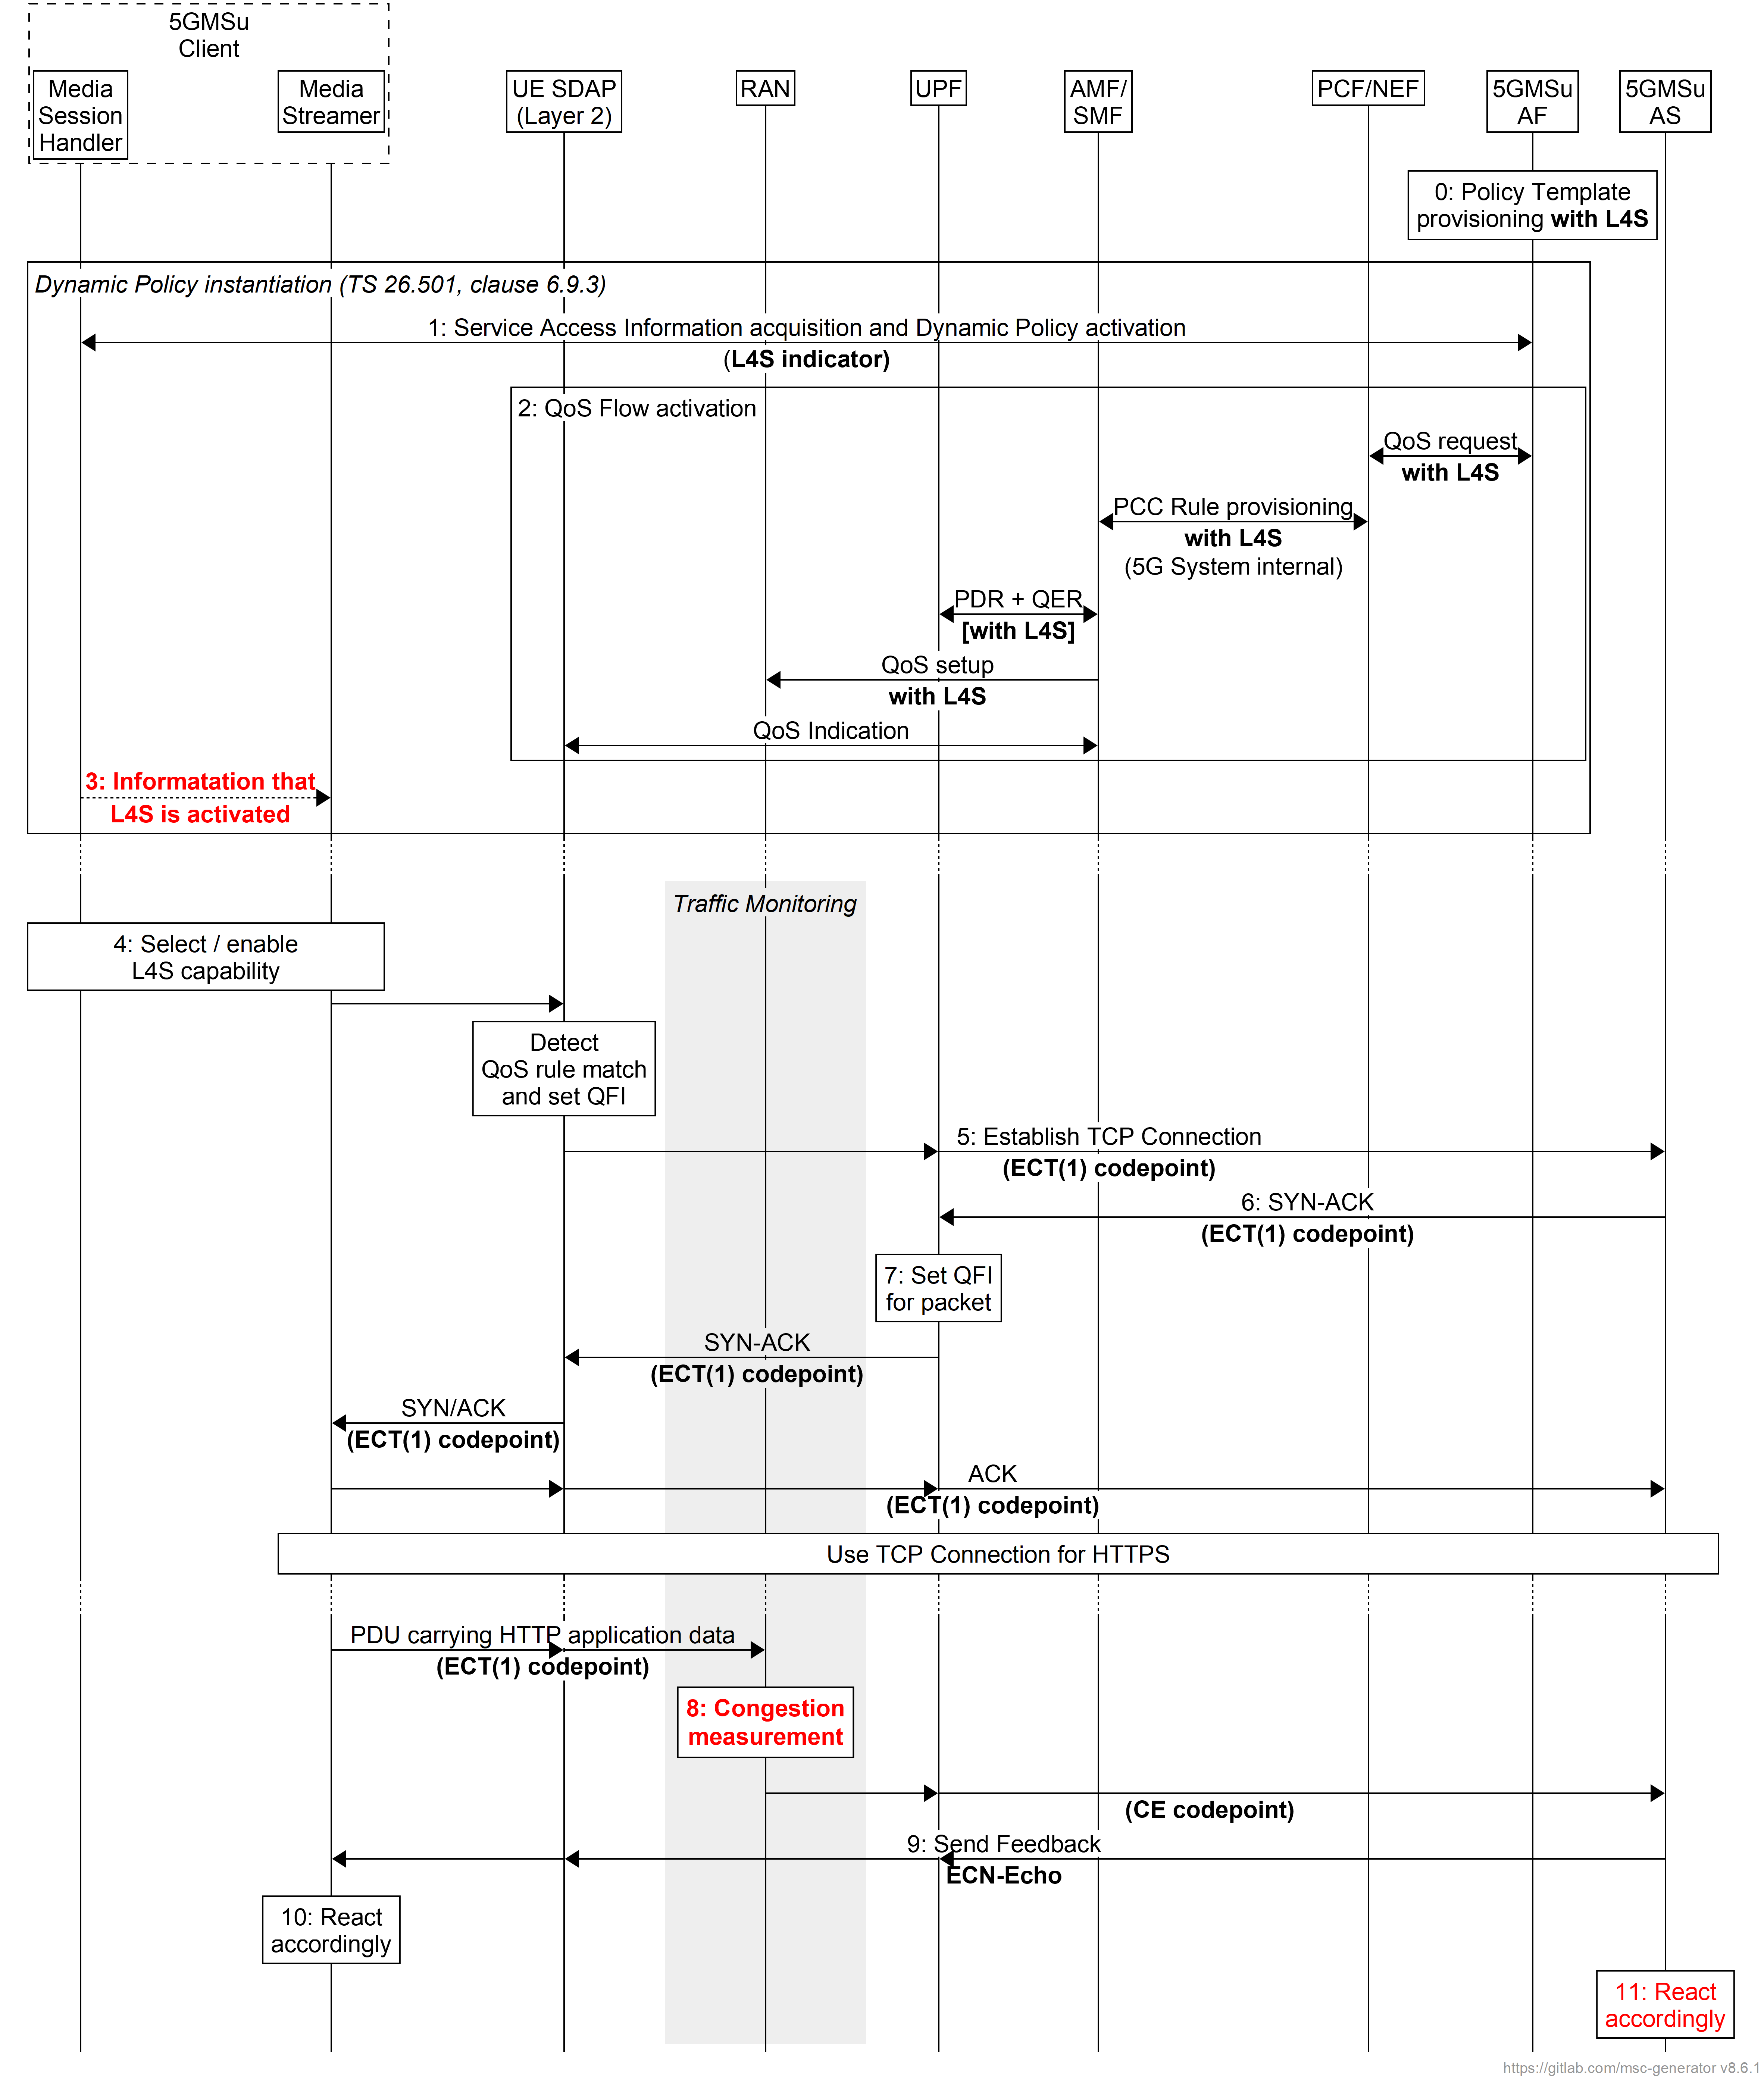 5GMSu
Client
Media
Session
Handler
Media
Streamer
UE SDAP
(Layer 2)
RAN
UPF
AMF/
SMF
PCF/NEF
5GMSu
AF
5GMSu
AS
0: Policy Template
provisioning with L4S
Dynamic Policy instantiation (TS 26.501, clause 6.9.3)
1: Service Access Information acquisition and Dynamic Policy activation
(L4S indicator)
2: QoS Flow activation
QoS request
with L4S
PCC Rule provisioning
with L4S
(5G System internal)
PDR + QER
[with L4S]
QoS setup
with L4S
QoS Indication
3: Informatation that
L4S is activated
Traffic Monitoring
4: Select / enable
L4S capability
Detect
QoS rule match
and set QFI
5: Establish TCP Connection
(ECT(1) codepoint)
6: SYN-ACK
(ECT(1) codepoint)
7: Set QFI
for packet
SYN-ACK
(ECT(1) codepoint)
SYN/ACK
(ECT(1) codepoint)
ACK
(ECT(1) codepoint)
Use TCP Connection for HTTPS
PDU carrying HTTP application data
(ECT(1) codepoint)
8: Congestion
measurement
(CE codepoint)
9: Send Feedback
ECN-Echo
10: React
accordingly
11: React
accordingly
https://gitlab.com/msc-generator v8.6.1